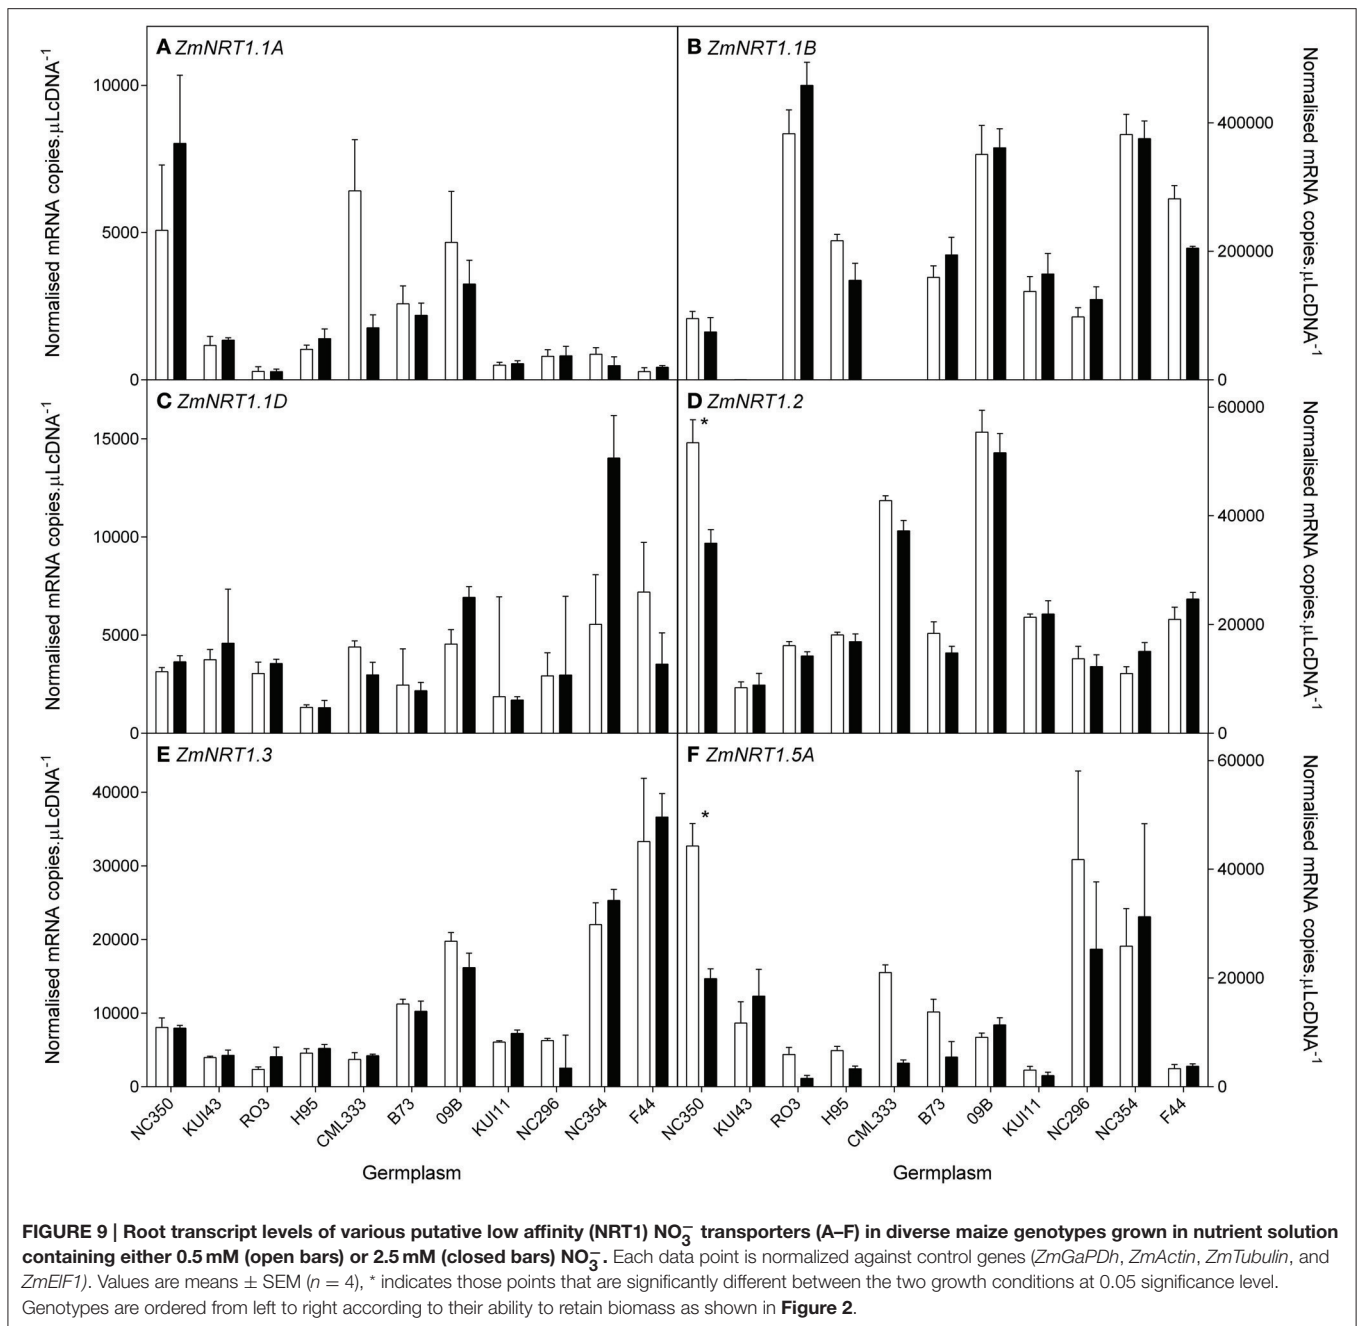 A ZmNRT1.1A
B ZmNRT1.1B
Normalised mRNA copies.µLcDNA⁻¹
10000
5000
0
Normalised mRNA copies.µLcDNA⁻¹
400000
200000
0
C ZmNRT1.1D
D ZmNRT1.2
*
Normalised mRNA copies.µLcDNA⁻¹
15000
10000
5000
0
Normalised mRNA copies.µLcDNA⁻¹
60000
40000
20000
0
E ZmNRT1.3
F ZmNRT1.5A
*
Normalised mRNA copies.µLcDNA⁻¹
40000
30000
20000
10000
0
Normalised mRNA copies.µLcDNA⁻¹
60000
40000
20000
0
NC350 KUI43 RO3 H95 CML333 B73 09B KUI11 NC296 NC354 F44
NC350 KUI43 RO3 H95 CML333 B73 09B KUI11 NC296 NC354 F44
Germplasm
Germplasm
FIGURE 9 | Root transcript levels of various putative low affinity (NRT1) NO₃⁻ transporters (A–F) in diverse maize genotypes grown in nutrient solution
containing either 0.5 mM (open bars) or 2.5 mM (closed bars) NO₃⁻. Each data point is normalized against control genes (ZmGaPDh, ZmActin, ZmTubulin, and
ZmEIF1). Values are means ± SEM (n = 4), * indicates those points that are significantly different between the two growth conditions at 0.05 significance level.
Genotypes are ordered from left to right according to their ability to retain biomass as shown in Figure 2.